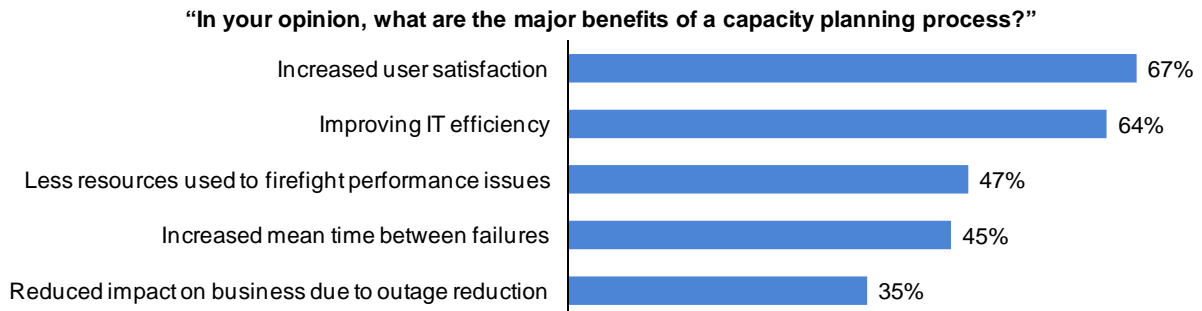 “In your opinion, what are the major benefits of a capacity planning process?”
Increased user satisfaction 67%
Improving IT efficiency 64%
Less resources used to firefight performance issues 47%
Increased mean time between failures 45%
Reduced impact on business due to outage reduction 35%